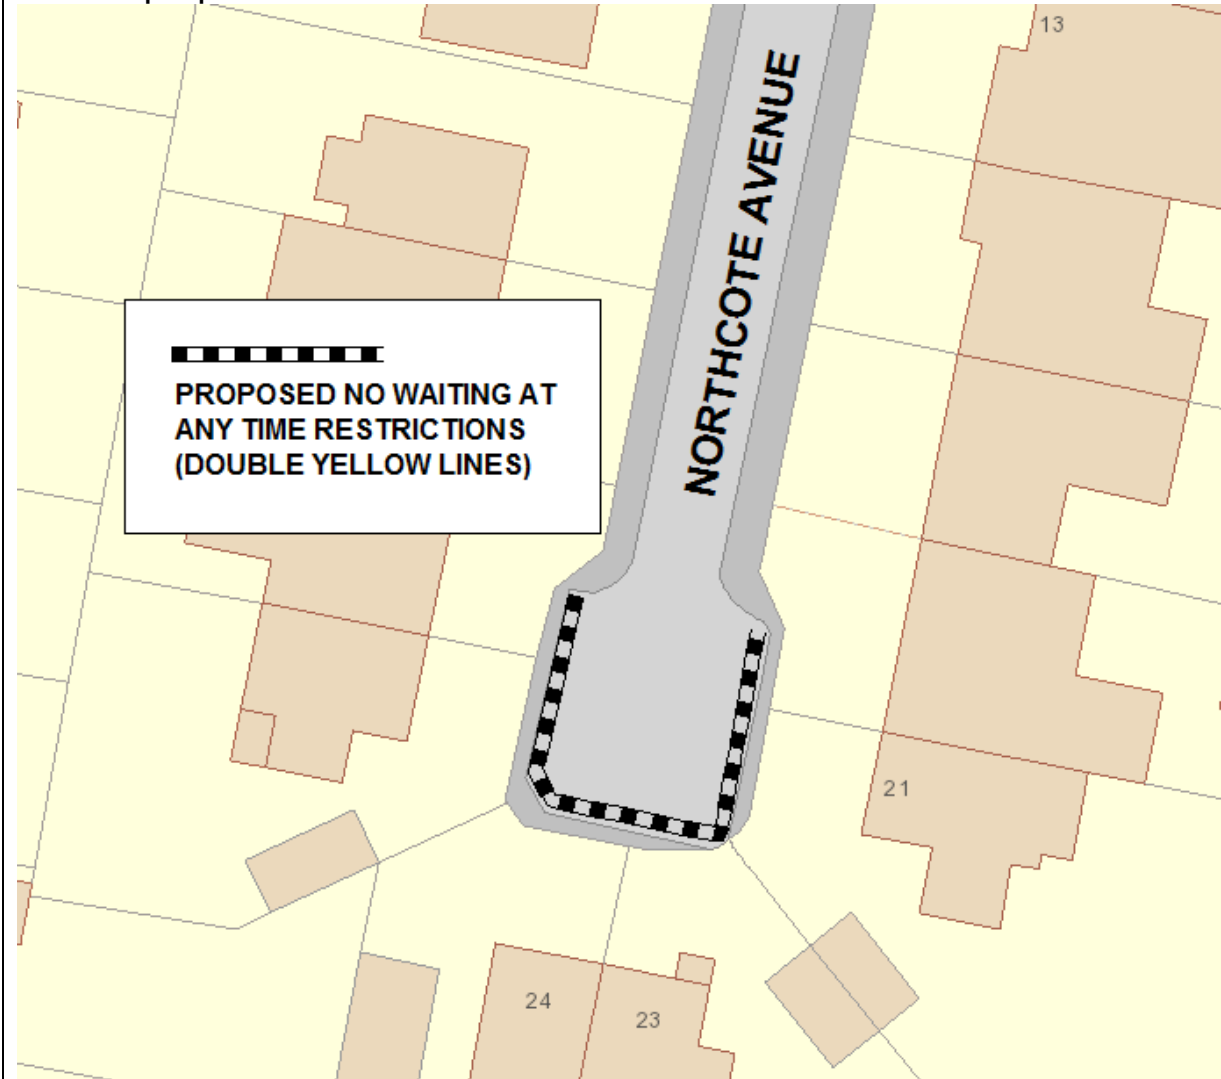 13
NORTHCOTE AVENUE
PROPOSED NO WAITING AT
ANY TIME RESTRICTIONS
(DOUBLE YELLOW LINES)
21
24
23